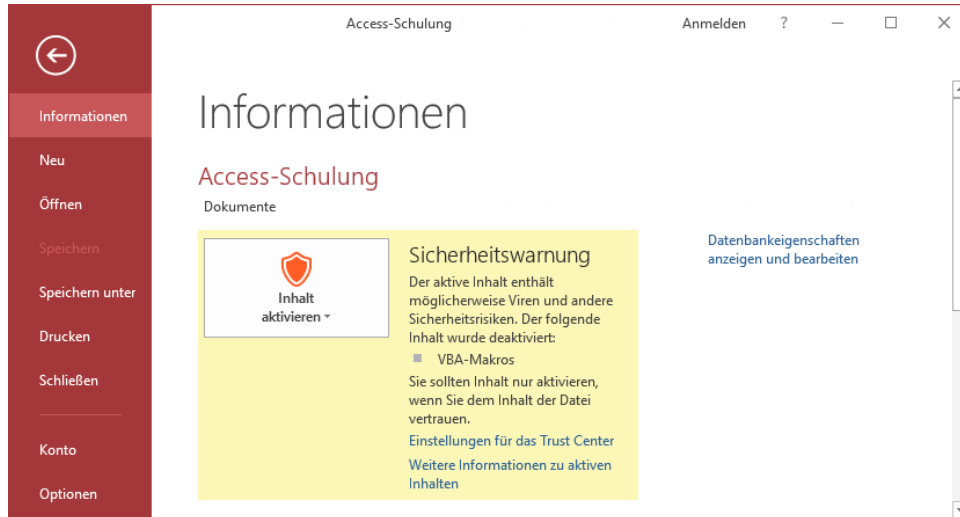 Access-Schulung
Anmelden ?
Informationen
Neu
Öffnen
Speichern
Speichern unter
Drucken
Schließen
Konto
Optionen
Informationen
Access-Schulung
Dokumente
Inhalt
aktivieren
Sicherheitswarnung
Der aktive Inhalt enthält
möglicherweise Viren und andere
Sicherheitsrisiken. Der folgende
Inhalt wurde deaktiviert:
VBA-Makros
Sie sollten Inhalt nur aktivieren,
wenn Sie dem Inhalt der Datei
vertrauen.
Einstellungen für das Trust Center
Weitere Informationen zu aktiven
Inhalten
Datenbankeigenschaften
anzeigen und bearbeiten